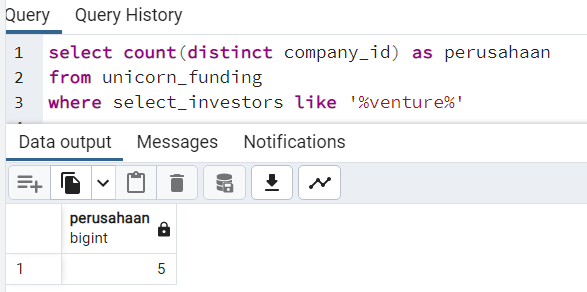 Query Query History
1 select count(distinct company_id) as perusahaan
2 from unicorn_funding
3 where select_investors like '%venture%'
Data output Messages Notifications
perusahaan
bigint
1 5